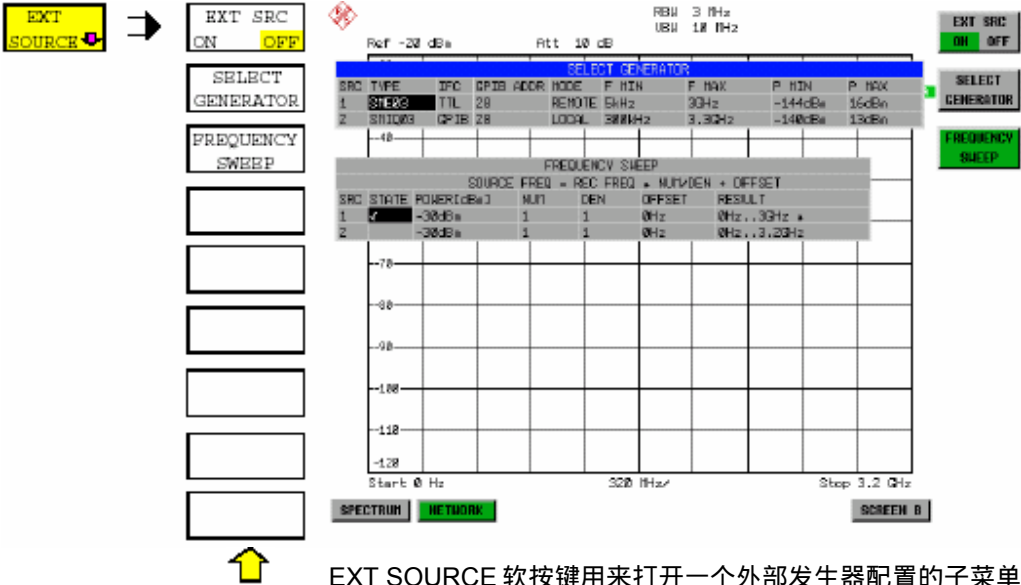 EXT
SOURCE
EXT SRC
ON OFF
SELECT
GENERATOR
FREQUENCY
SWEEP
RBW 3 MHz
VBW 10 MHz
Ref -20 dBm Att 10 dB
SELECT GENERATOR
SRC TYPE IFC GPIB ADDR MODE F MIN F MAX P MIN P MAX
1 SME03 TTL 28 REMOTE 5kHz 3GHz -144dBm 16dBm
2 SMIQ03 GPIB 28 LOCAL 300kHz 3.3GHz -140dBm 13dBm
-40
FREQUENCY SWEEP
SOURCE FREQ = REC FREQ * NUM/DEN + OFFSET
SRC STATE POWER[dBm] NUM DEN OFFSET RESULT
1 √ -30dBm 1 1 0Hz 0Hz..3GHz *
2 -30dBm 1 1 0Hz 0Hz..3.2GHz
-70
-80
-90
-100
-110
-120
Start 0 Hz 320 MHz/ Stop 3.2 GHz
SPECTRUM NETWORK SCREEN B
EXT SRC
ON OFF
SELECT
GENERATOR
FREQUENCY
SWEEP
EXT SOURCE 软按键用来打开一个外部发生器配置的子菜单